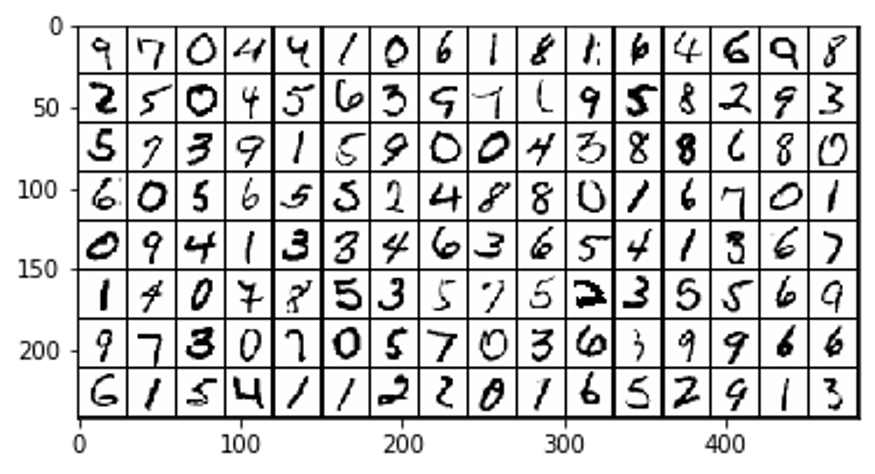 0
9 7 0 4 4 1 0 6 1 8 1 6 4 6 9 8
50
2 5 0 4 5 6 3 9 7 1 9 5 8 2 9 3
5 7 3 9 1 5 9 0 0 4 3 8 8 6 8 0
100
6 0 5 6 5 5 2 4 8 8 0 1 6 7 0 1
0 9 4 1 3 3 4 6 3 6 5 4 1 3 6 7
150
1 4 0 7 8 5 3 5 7 5 2 3 5 5 6 9
200
9 7 3 0 7 0 5 7 0 3 6 3 9 9 6 6
6 1 5 4 1 1 2 2 0 1 6 5 2 9 1 3
0 100 200 300 400